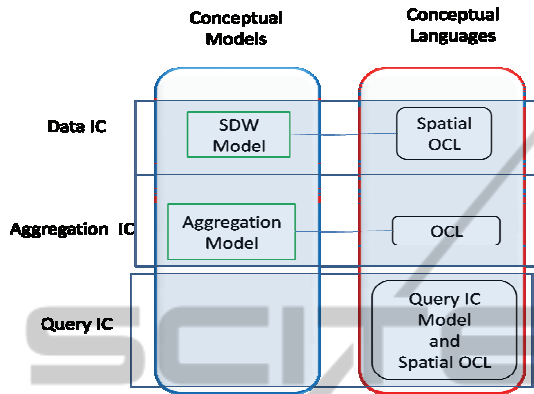 Conceptual
Models
Conceptual
Languages
Data IC
SDW
Model
Spatial
OCL
Aggregation IC
Aggregation
Model
OCL
Query IC
Query IC
Model
and
Spatial OCL
SCITE